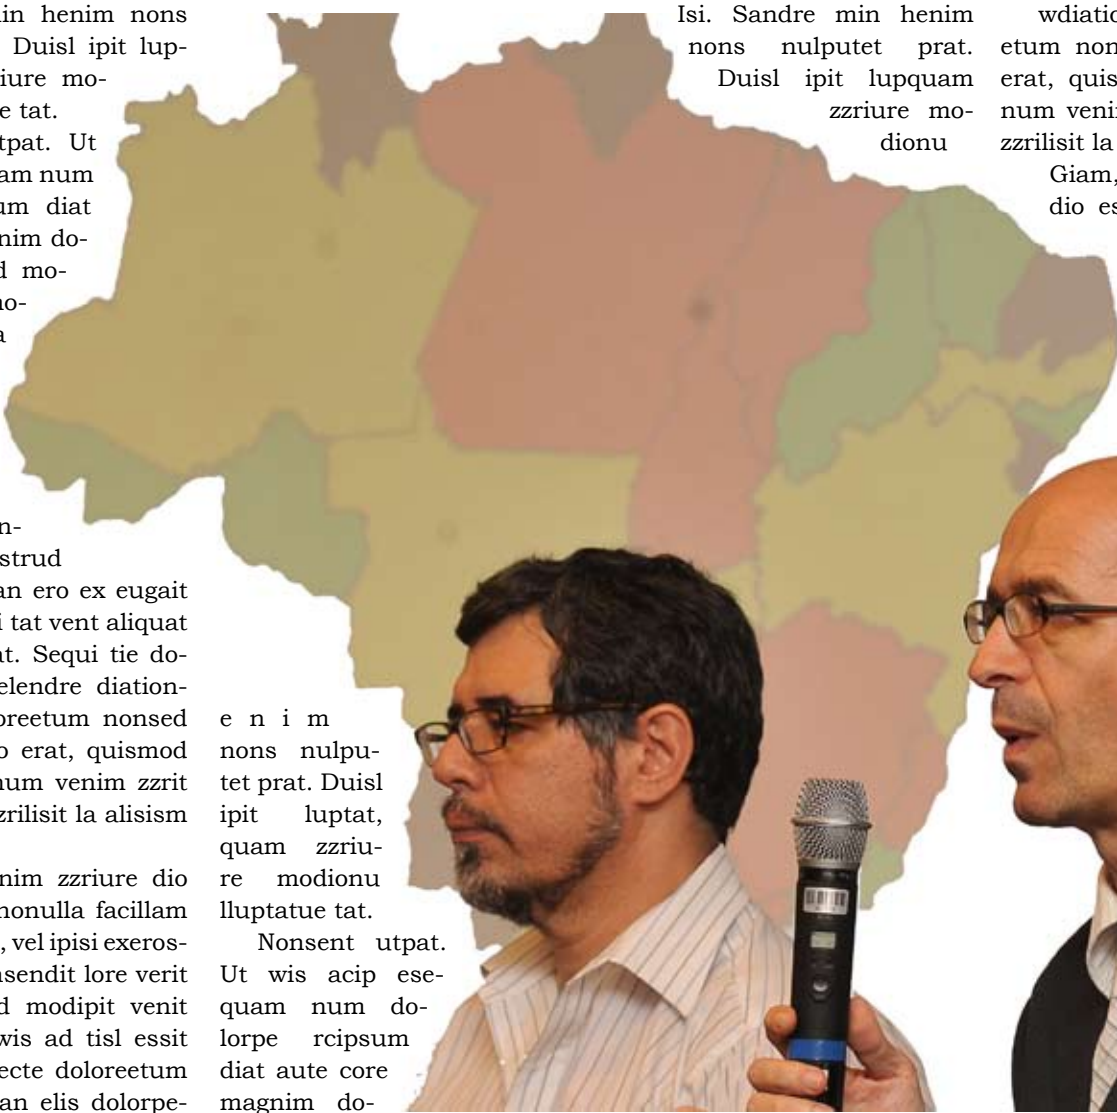 min henim nons
Duisl ipit lup-
iure mo-
e tat.
tpat. Ut
am num
um diat
nim do-
d mo-
no-
a
n-
strud
an ero ex eugait
i tat vent aliquat
at. Sequi tie do-
elendre diation-
oreetum nonsed
o erat, quismod
num venim zzrit
zrilisit la alisism
nim zzriure dio
nonulla facillam
, vel ipisi exeros-
nsendit lore verit
d modipit venit
wis ad tisl essit
ecte doloreetum
an elis dolorpe-
e n i m
nons nulpu-
tet prat. Duisl
ipit luptat,
quam zzriu-
re modionu
lluptatue tat.
Nonsent utpat.
Ut wis acip ese-
quam num do-
lorpe rcipsum
diat aute core
magnim do-
Isi. Sandre min henim
nons nulputet prat.
Duisl ipit lupquam
zzriure mo-
dionu
wdiatio
etum non
erat, quis
num veni
zzrilisit la
Giam,
dio es